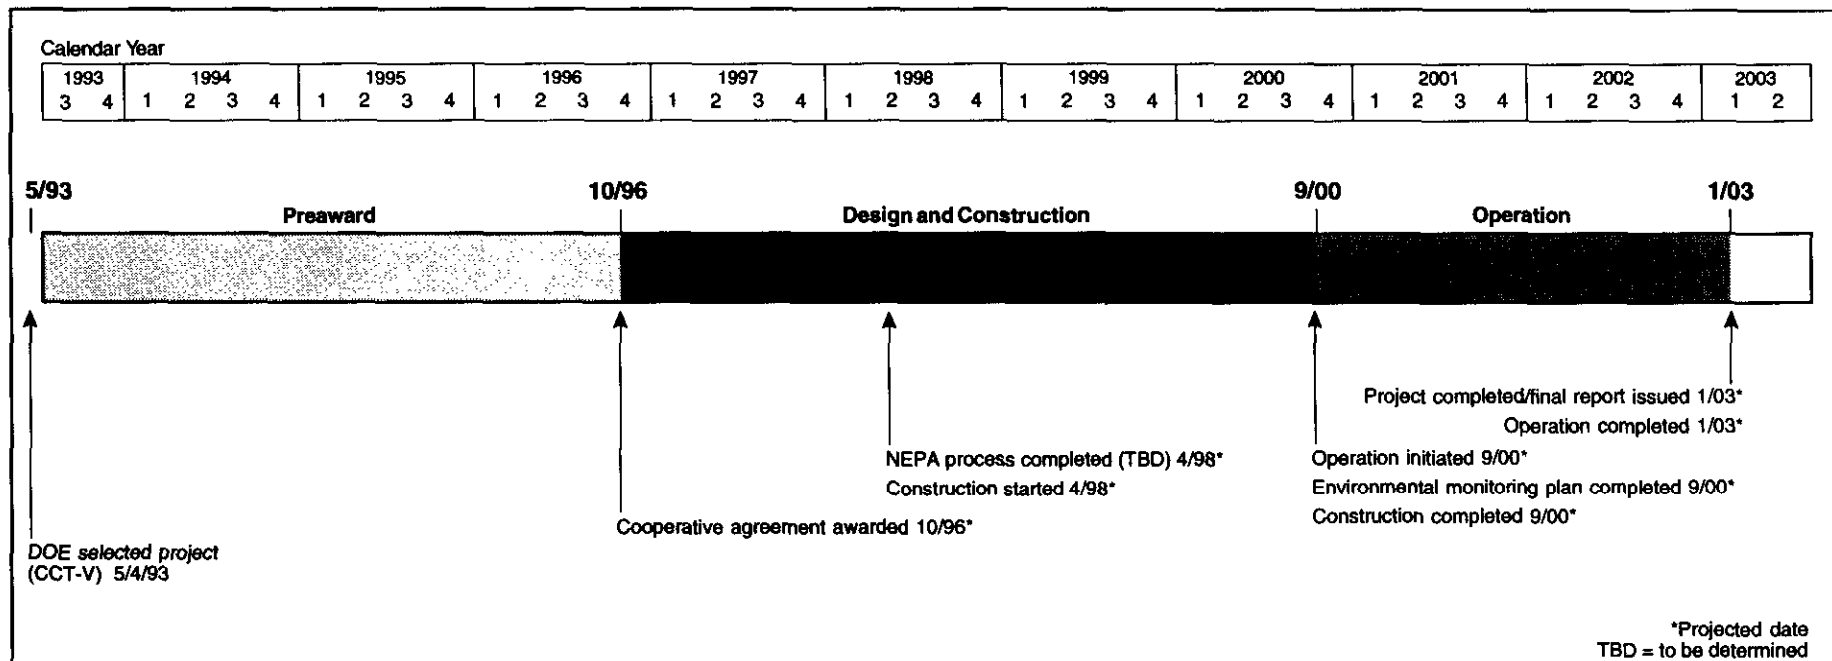 Calendar Year
1993 1994 1995 1996 1997 1998 1999 2000 2001 2002 2003
3 4 1 2 3 4 1 2 3 4 1 2 3 4 1 2 3 4 1 2 3 4 1 2 3 4 1 2 3 4 1 2 3 4 1 2 3 4 1 2
5/93 10/96 9/00 1/03
Preaward Design and Construction Operation
Project completed/final report issued 1/03*
Operation completed 1/03*
NEPA process completed (TBD) 4/98* Operation initiated 9/00*
Construction started 4/98* Environmental monitoring plan completed 9/00*
Cooperative agreement awarded 10/96* Construction completed 9/00*
DOE selected project
(CCT-V) 5/4/93
*Projected date
TBD = to be determined